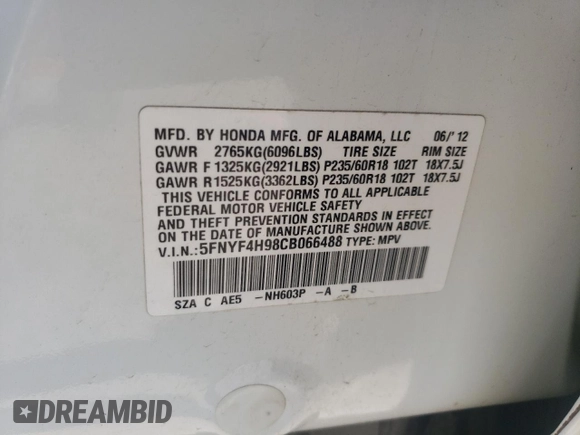 MFD. BY HONDA MFG. OF ALABAMA, LLC 06/'12
GVWR 2765KG(6096LBS) TIRE SIZE RIM SIZE
GAWR F 1325KG(2921LBS) P235/60R18 102T 18X7.5J
GAWR R 1525KG(3362LBS) P235/60R18 102T 18X7.5J
THIS VEHICLE CONFORMS TO ALL APPLICABLE
FEDERAL MOTOR VEHICLE SAFETY
AND THEFT PREVENTION STANDARDS IN EFFECT
ON THE DATE OF MANUFACTURE SHOWN ABOVE.
V.I.N.: 5FNYF4H98CB066488 TYPE: MPV
SZA C AE5 -NH603P -A -B
DREAMBID